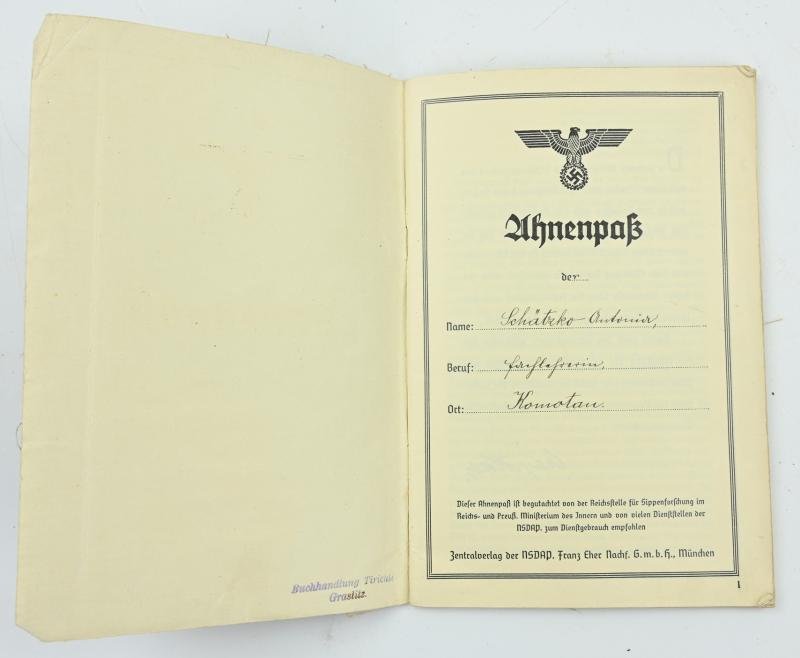 Buchhandlung
Graslitz.
Ahnenpaß
der
Name: Schätzko Antonia,
Beruf: Fachlehrerin,
Ort: Komotau.
Dieser Ahnenpaß ist begutachtet von der Reichsstelle für Sippenforschung im
Reichs- und Preuß. Ministerium des Innern und von vielen Dienststellen der
NSDAP. zum Dienstgebrauch empfohlen
Zentralverlag der NSDAP. Franz Eher Nachf. G.m.b.H., München
1